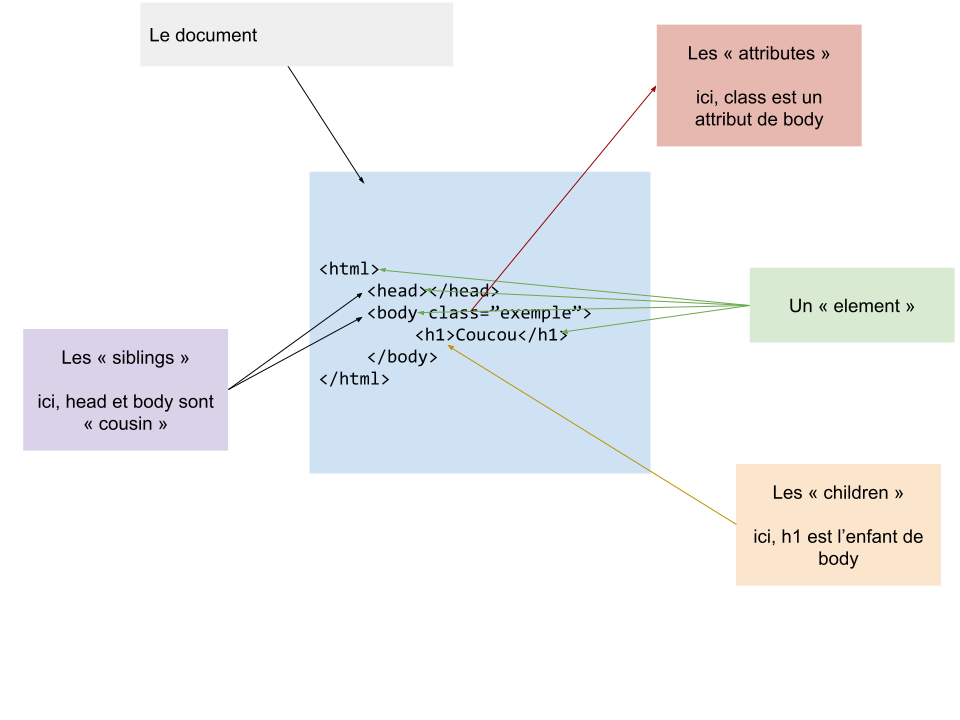 Le document
Les « attributes »
ici, class est un
attribut de body
<html>
<head></head>
<body class=”exemple”>
<h1>Coucou</h1>
</body>
</html>
Un « element »
Les « siblings »
ici, head et body sont
« cousin »
Les « children »
ici, h1 est l’enfant de
body